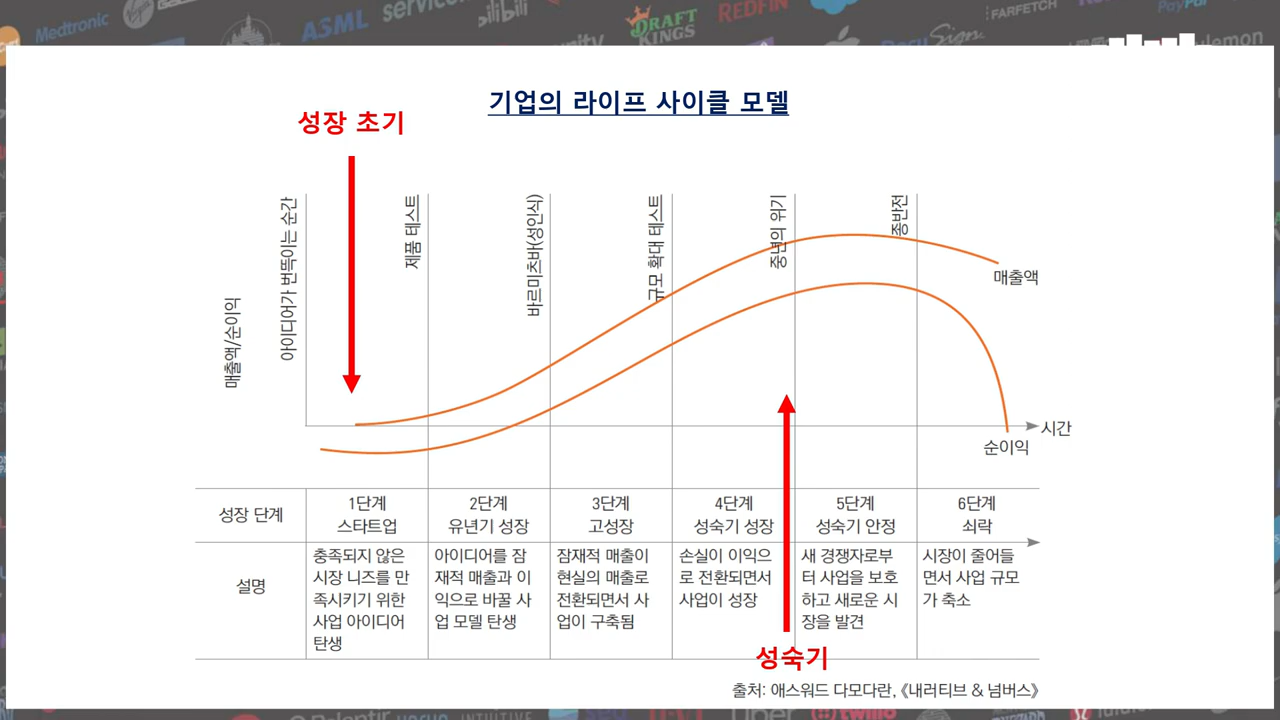 Medtronic
ASML
DRAFT
KINGS
REDFIN
FARFETCH
PayPal
bilibili
기업의 라이프 사이클 모델
성장 초기
매출액/순이익
아이디어가 번뜩이는 순간
제품 테스트
바르미츠바(성인식)
규모 확대 테스트
중년의 위기
중반전
매출액
시간
순이익
성장 단계
1단계
스타트업
2단계
유년기 성장
3단계
고성장
4단계
성숙기 성장
5단계
성숙기 안정
6단계
쇠락
설명
충족되지 않은
시장 니즈를 만
족시키기 위한
사업 아이디어
탄생
아이디어를 잠
재적 매출과 이
익으로 바꿀 사
업 모델 탄생
잠재적 매출이
현실의 매출로
전환되면서 사
업이 구축됨
손실이 이익으
로 전환되면서
사업이 성장
새 경쟁자로부
터 사업을 보호
하고 새로운 시
장을 발견
시장이 줄어들
면서 사업 규모
가 축소
성숙기
출처: 애스워드 다모다란, 《내러티브 & 넘버스》